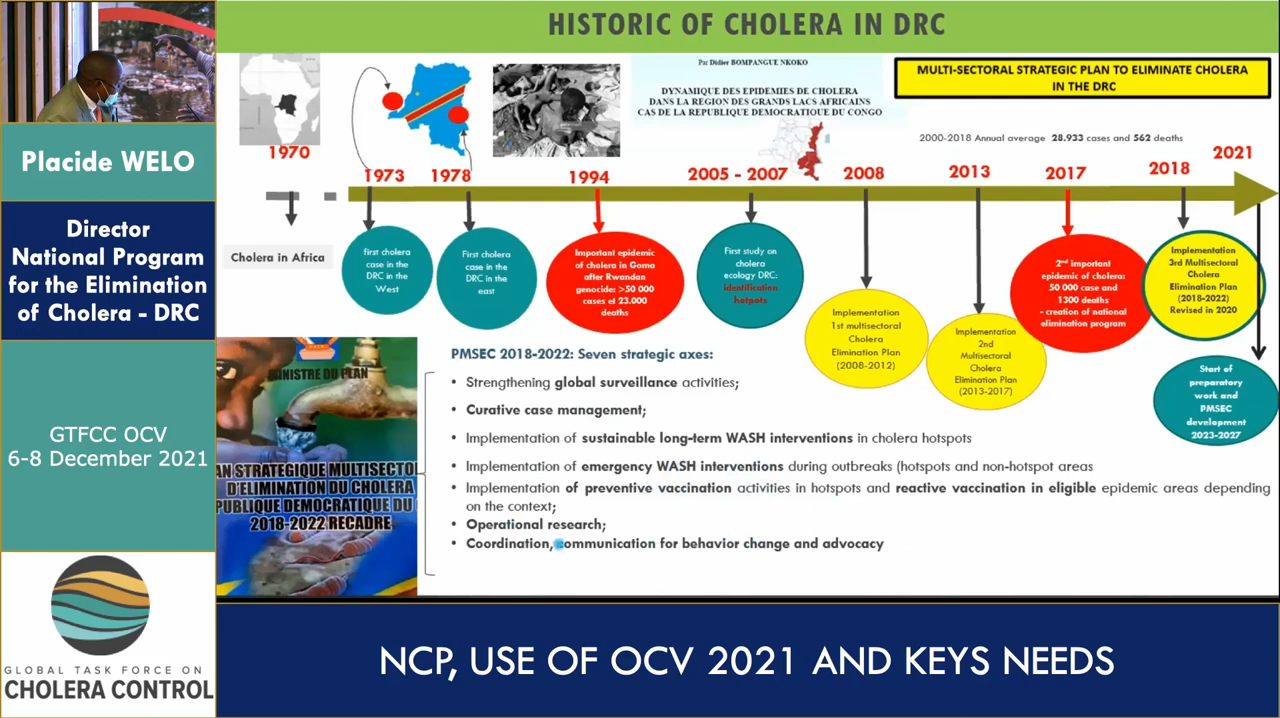 HISTORIC OF CHOLERA IN DRC
Placide WELO
Director
National Program
for the Elimination
of Cholera - DRC
GTFCC OCV
6-8 December 2021
GLOBAL TASK FORCE ON
CHOLERA CONTROL
Par Didier BOMPANGUE NKOKO
DYNAMIQUE DES EPIDEMIES DE CHOLERA
DANS LA REGION DES GRANDS LACS AFRICAINS
CAS DE LA REPUBLIQUE DEMOCRATIQUE DU CONGO
MULTI-SECTORAL STRATEGIC PLAN TO ELIMINATE CHOLERA
IN THE DRC
2000-2018 Annual average 28.933 cases and 562 deaths
1970
1973
1978
1994
2005 - 2007
2008
2013
2017
2018
2021
Cholera in Africa
first cholera
case in the
DRC in the
West
First cholera
case in the
DRC in the
east
Important epidemic
of cholera in Goma
after Rwandan
genocide: >50 000
cases et 23.000
deaths
First study on
cholera
ecology DRC:
identification
hotpots
Implementation
1st multisectoral
Cholera
Elimination Plan
(2008-2012)
Implementation
2nd
Multisectoral
Cholera
Elimination Plan
(2013-2017)
2nd important
epidemic of cholera:
50 000 case and
1300 deaths
- creation of national
elimination program
Implementation
3rd Multisectoral
Cholera
Elimination Plan
(2018-2022)
Revised in 2020
Start of
preparatory
work and
PMSEC
development
2023-2027
MINISTRE DU PLAN
AN STRATEGIQUE MULTISECTO
D'ELIMINATION DU CHOLERA
PUBLIQUE DEMOCRATIQUE DU
2018-2022 RECADRE
PMSEC 2018-2022: Seven strategic axes:
• Strengthening global surveillance activities;
• Curative case management;
• Implementation of sustainable long-term WASH interventions in cholera hotspots
• Implementation of emergency WASH interventions during outbreaks (hotspots and non-hotspot areas
• Implementation of preventive vaccination activities in hotspots and reactive vaccination in eligible epidemic areas depending
on the context;
• Operational research;
• Coordination, communication for behavior change and advocacy
NCP, USE OF OCV 2021 AND KEYS NEEDS